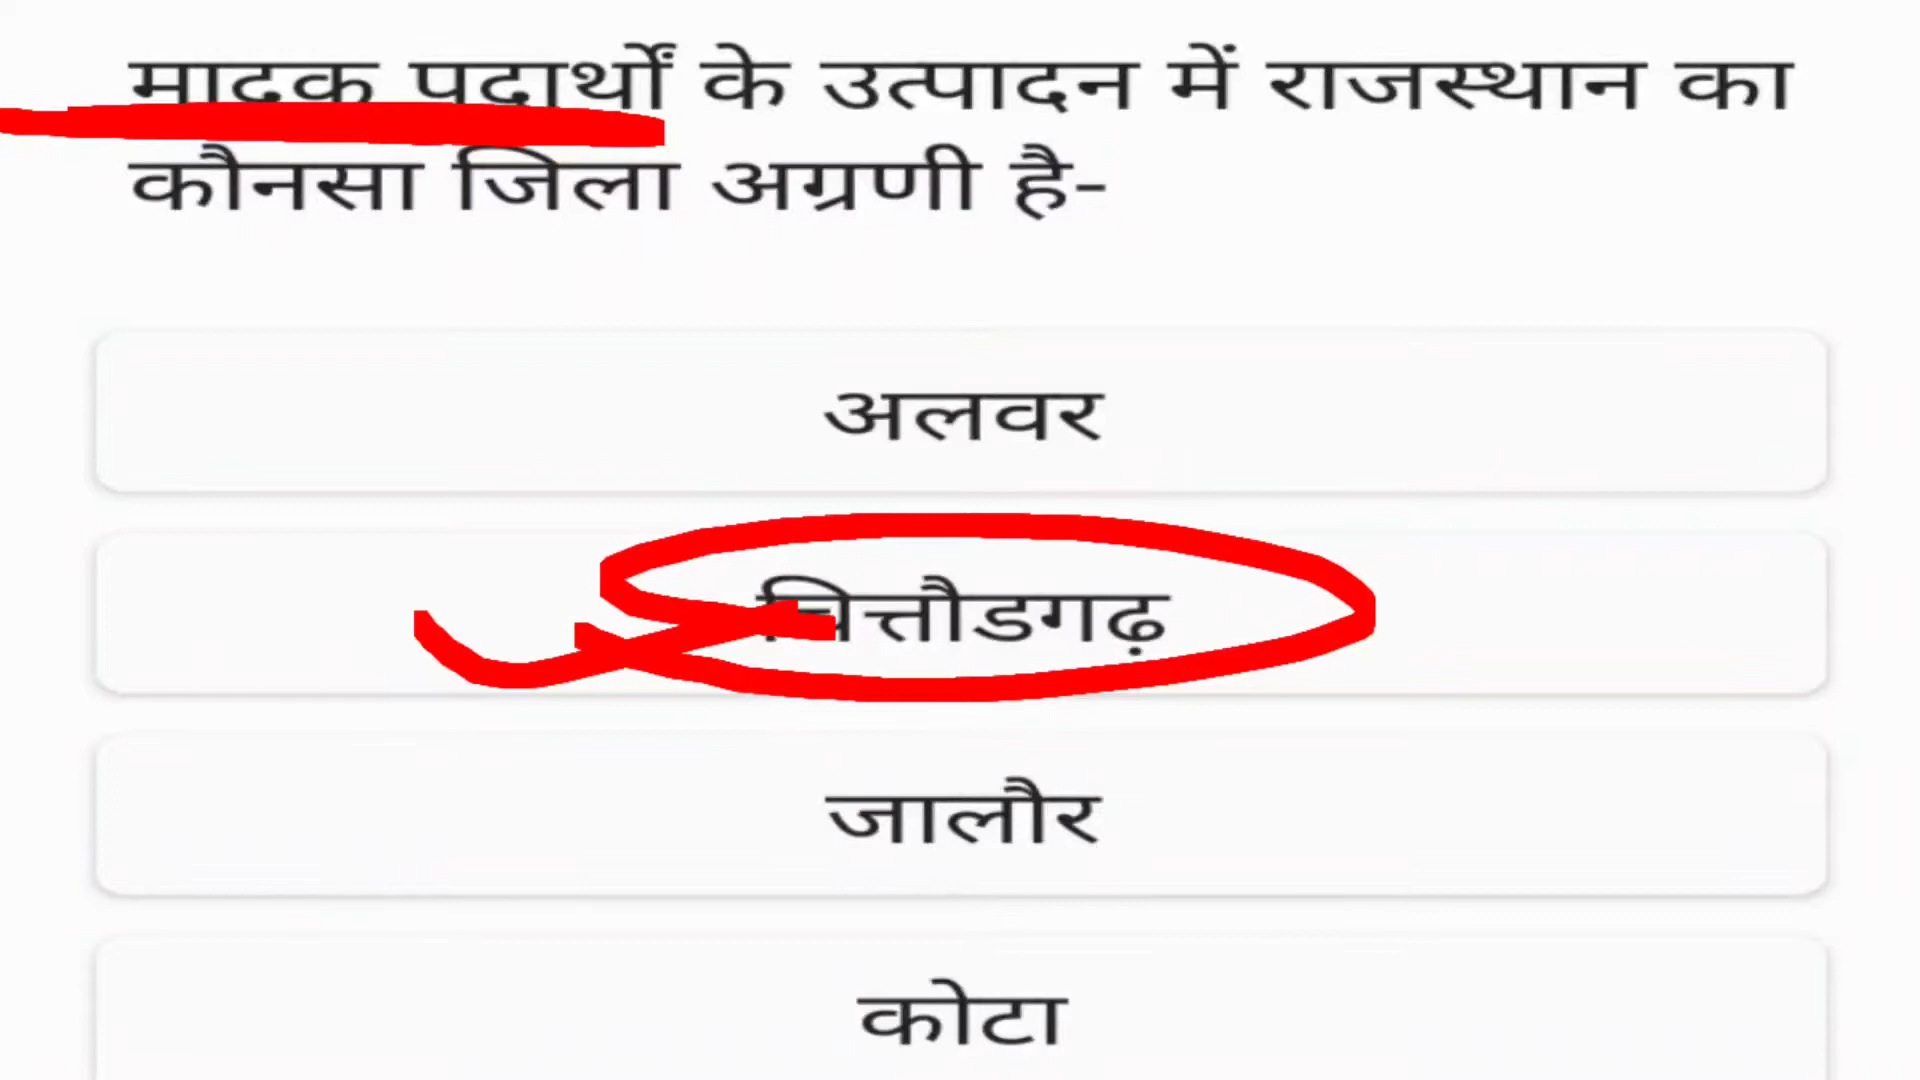 मादक पदार्थों के उत्पादन में राजस्थान का
कौनसा जिला अग्रणी है-
अलवर
चित्तौडगढ़
जालौर
कोटा